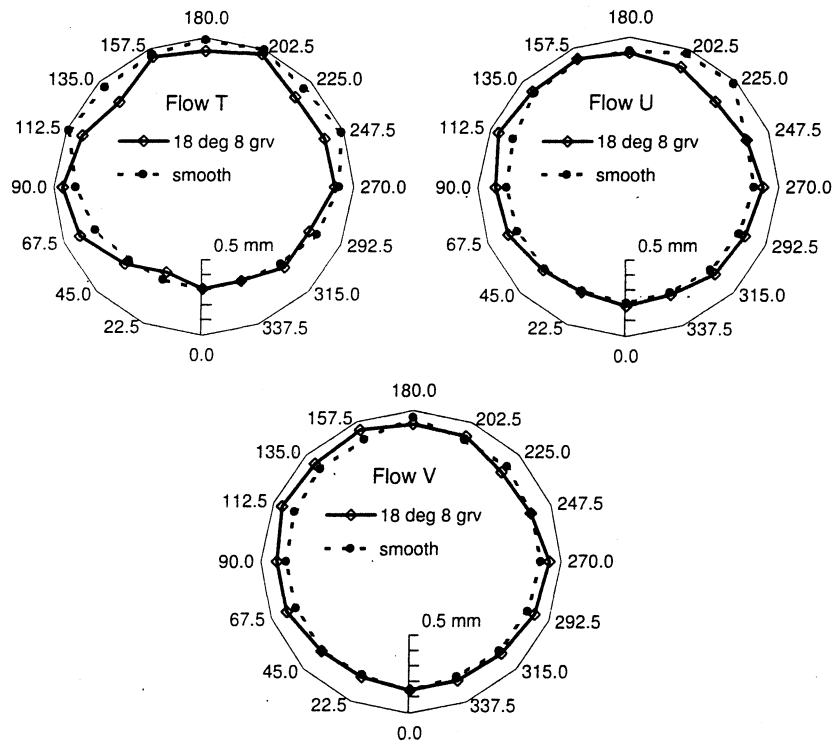 180.0
157.5 202.5
135.0 225.0
112.5 247.5
90.0 270.0
67.5 292.5
45.0 315.0
22.5 337.5
0.0
Flow T
18 deg 8 grv
smooth
0.5 mm
180.0
157.5 202.5
135.0 225.0
112.5 247.5
90.0 270.0
67.5 292.5
45.0 315.0
22.5 337.5
0.0
Flow U
18 deg 8 grv
smooth
0.5 mm
180.0
157.5 202.5
135.0 225.0
112.5 247.5
90.0 270.0
67.5 292.5
45.0 315.0
22.5 337.5
0.0
Flow V
18 deg 8 grv
smooth
0.5 mm